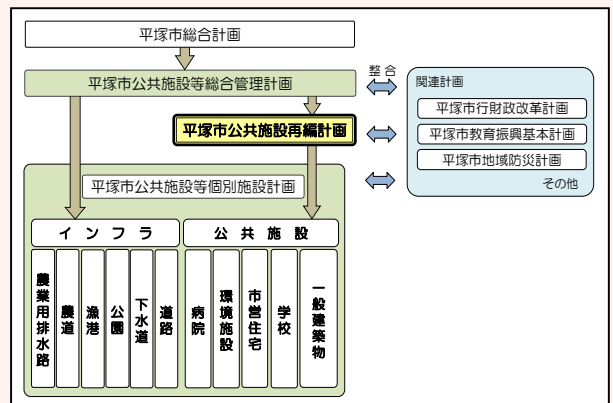 平塚市総合計画
平塚市公共施設等総合管理計画
整合
関連計画
平塚市行財政改革計画
平塚市公共施設再編計画
平塚市教育振興基本計画
平塚市地域防災計画
平塚市公共施設等個別施設計画
その他
インフラ
公共施設
農業用排水路
農道
漁港
公園
下水道
道路
病院
環境施設
市営住宅
学校
一般建築物